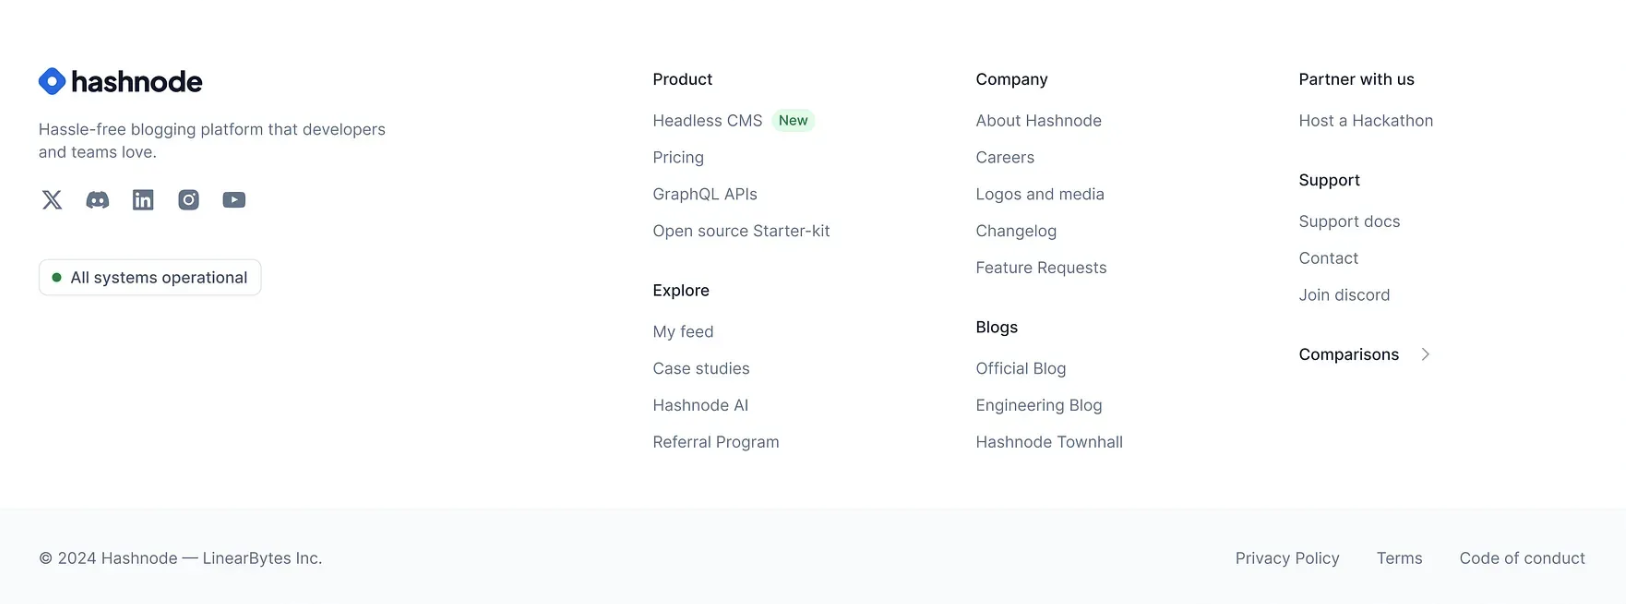 hashnode
Hassle-free blogging platform that developers
and teams love.
All systems operational
Product
Headless CMS New
Pricing
GraphQL APIs
Open source Starter-kit
Explore
My feed
Case studies
Hashnode AI
Referral Program
Company
About Hashnode
Careers
Logos and media
Changelog
Feature Requests
Blogs
Official Blog
Engineering Blog
Hashnode Townhall
Partner with us
Host a Hackathon
Support
Support docs
Contact
Join discord
Comparisons
© 2024 Hashnode — LinearBytes Inc.
Privacy Policy Terms Code of conduct